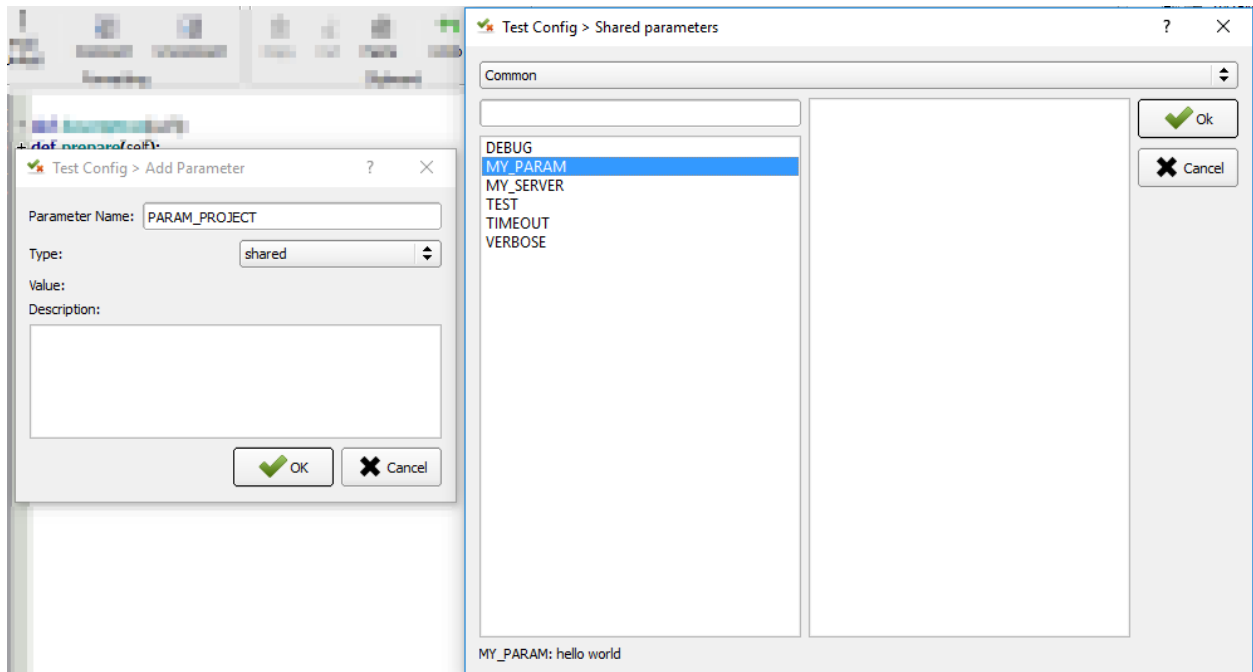 def prepare(self):
Test Config > Add Parameter
?
Parameter Name:
PARAM_PROJECT
Type:
shared
Value:
Description:
OK
Cancel
Test Config > Shared parameters
?
Common
Ok
Cancel
DEBUG
MY_PARAM
MY_SERVER
TEST
TIMEOUT
VERBOSE
MY_PARAM: hello world